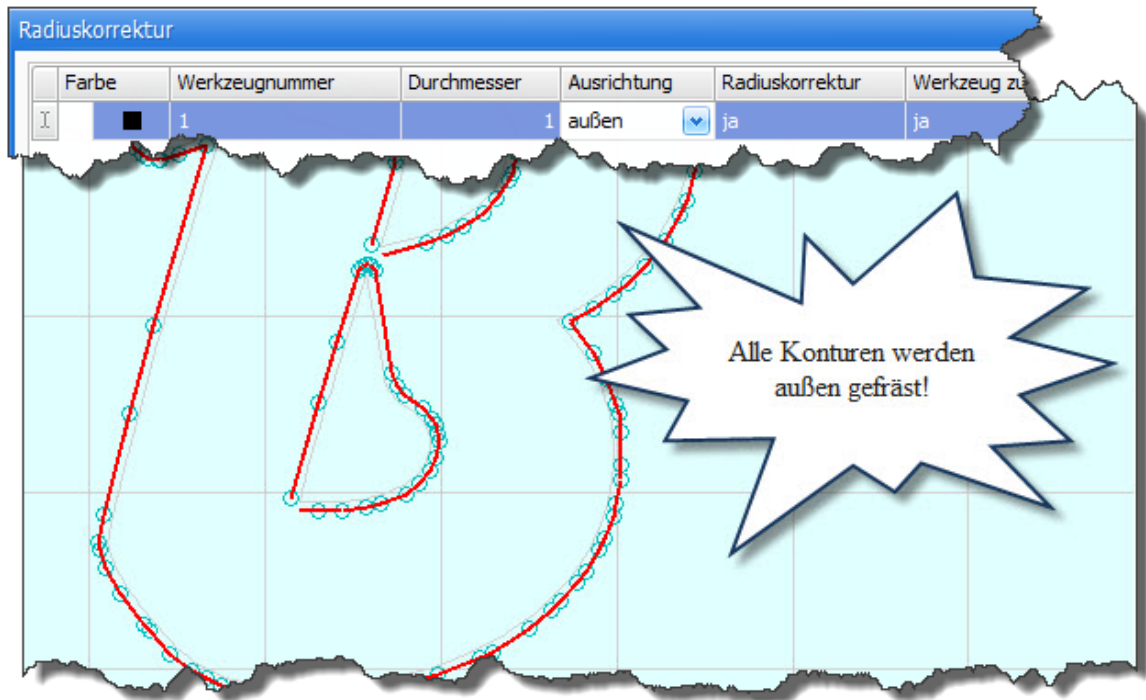 Radiuskorrektur
Farbe Werkzeugnummer Durchmesser Ausrichtung Radiuskorrektur Werkzeug zu
1 1 außen ja ja
Alle Konturen werden
außen gefräst!